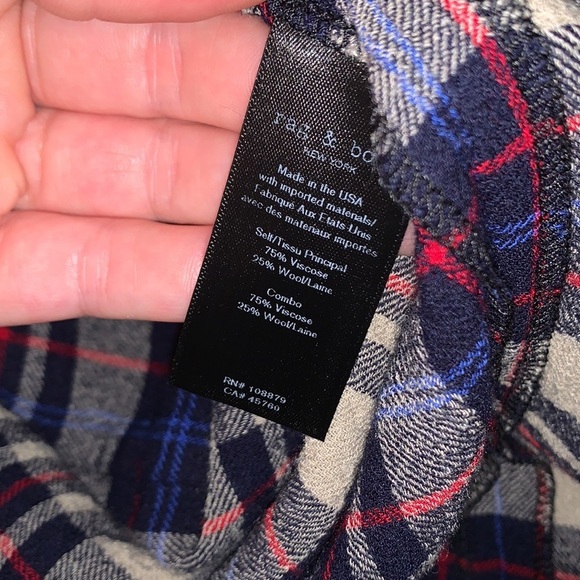 rag & bo
NEW YORK
Made in the USA
with imported materials/
Fabriqué Aux États-Unis
avec des matériaux importés
Self/Tissu Principal
75% Viscose
25% Wool/Laine
Combo
75% Viscose
25% Wool/Laine
RN# 108879
CA# 45760